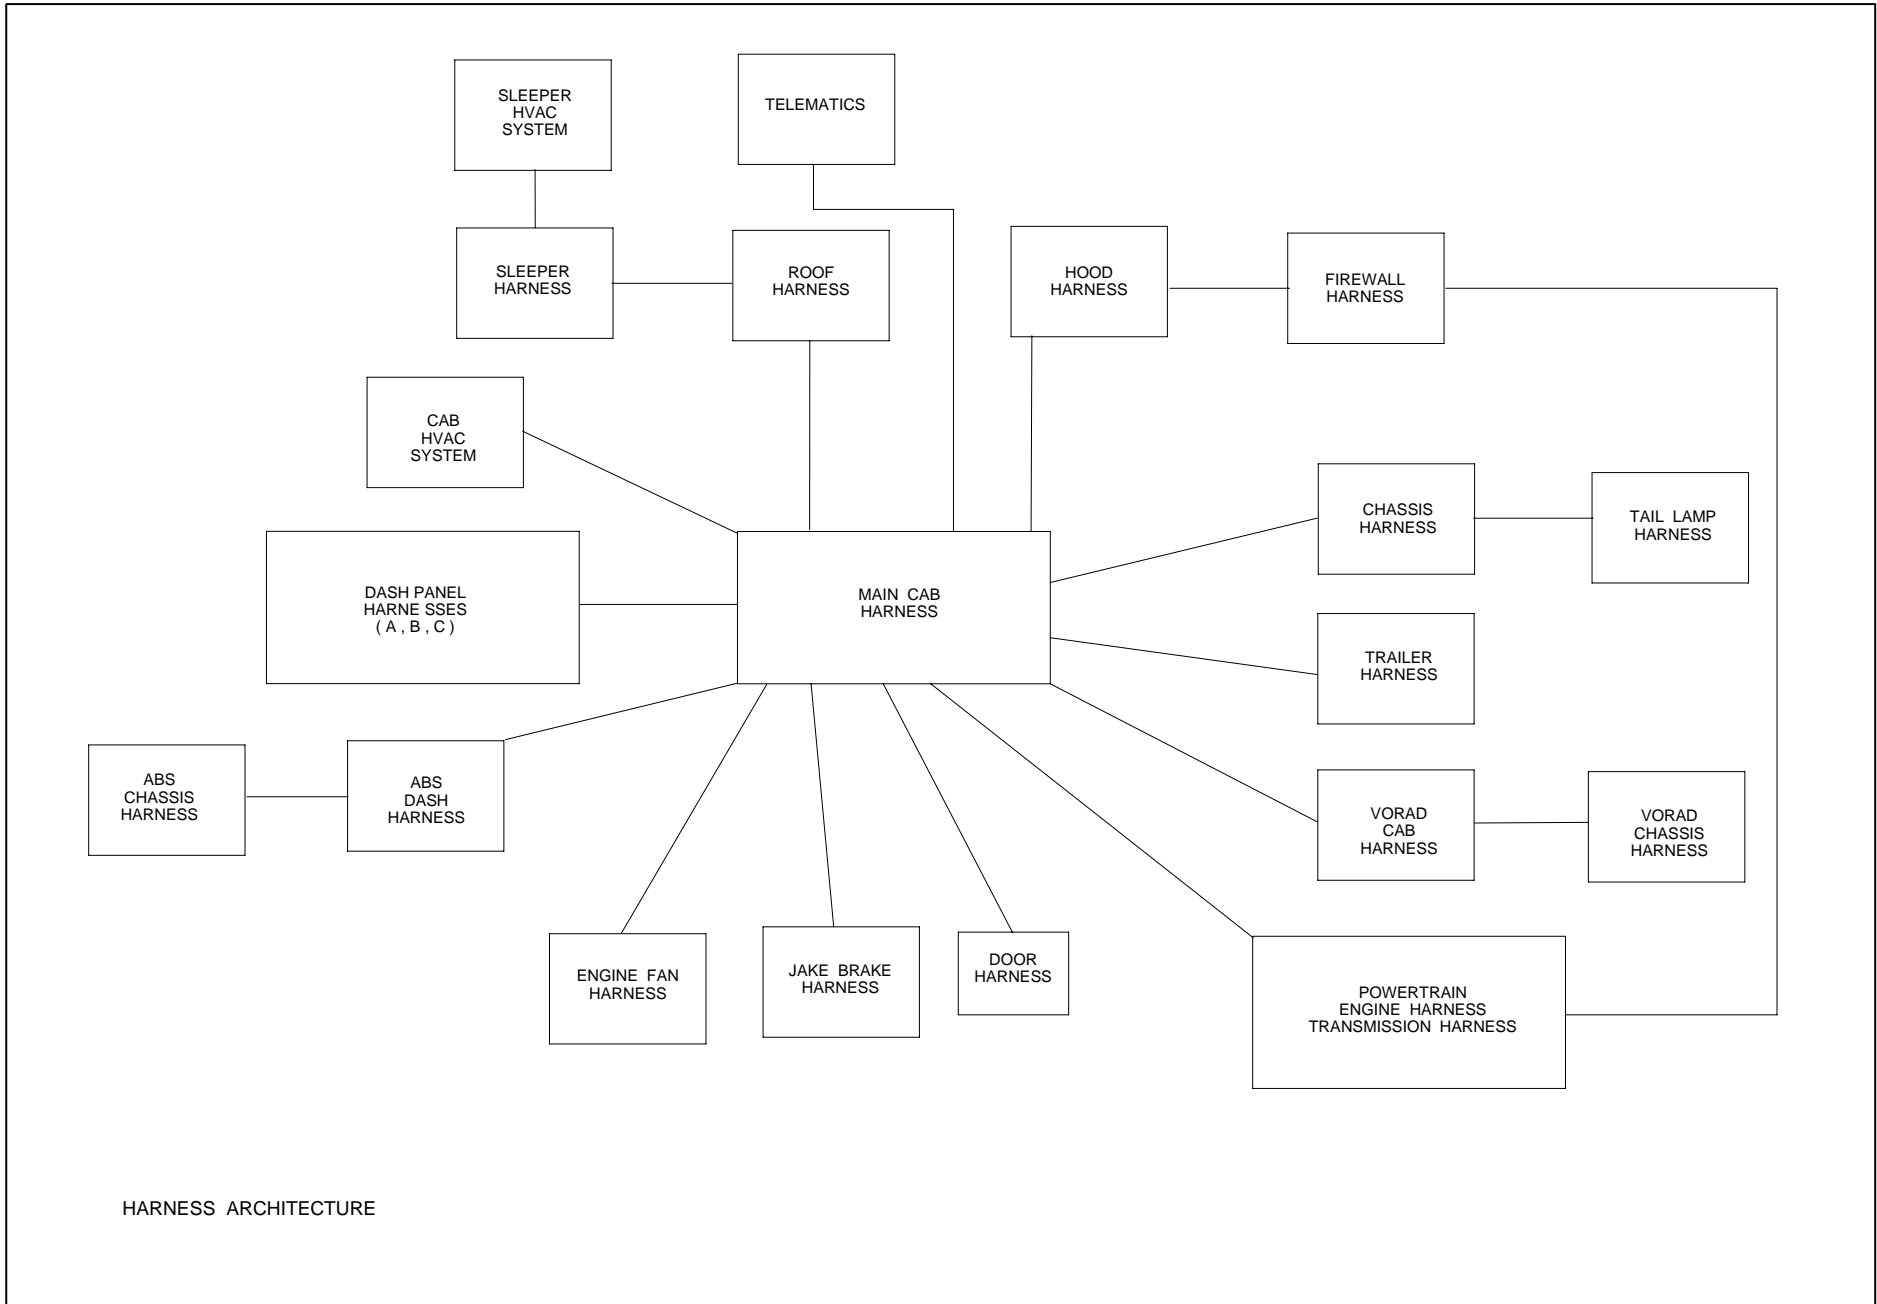 SLEEPER
HVAC
SYSTEM
TELEMATICS
SLEEPER
HARNESS
ROOF
HARNESS
HOOD
HARNESS
FIREWALL
HARNESS
CAB
HVAC
SYSTEM
CHASSIS
HARNESS
TAIL LAMP
HARNESS
DASH PANEL
HARNE SSES
( A , B , C )
MAIN CAB
HARNESS
TRAILER
HARNESS
ABS
CHASSIS
HARNESS
ABS
DASH
HARNESS
VORAD
CAB
HARNESS
VORAD
CHASSIS
HARNESS
ENGINE FAN
HARNESS
JAKE BRAKE
HARNESS
DOOR
HARNESS
POWERTRAIN
ENGINE HARNESS
TRANSMISSION HARNESS
HARNESS ARCHITECTURE